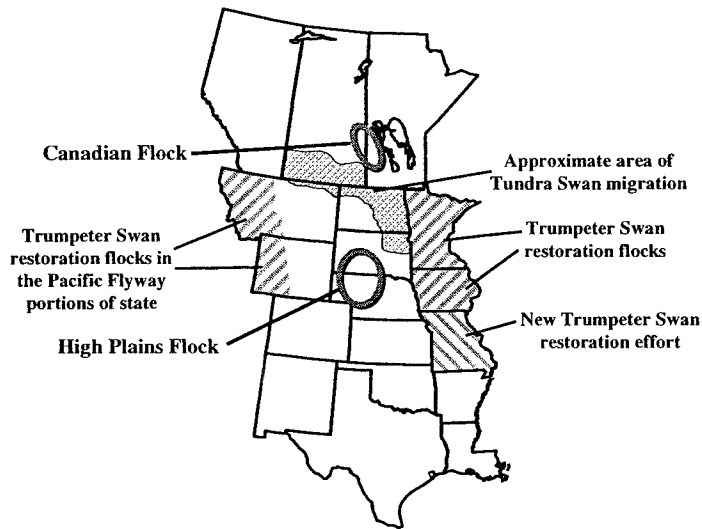 Canadian Flock
Approximate area of
Tundra Swan migration
Trumpeter Swan
restoration flocks in
the Pacific Flyway
portions of state
Trumpeter Swan
restoration flocks
High Plains Flock
New Trumpeter Swan
restoration effort